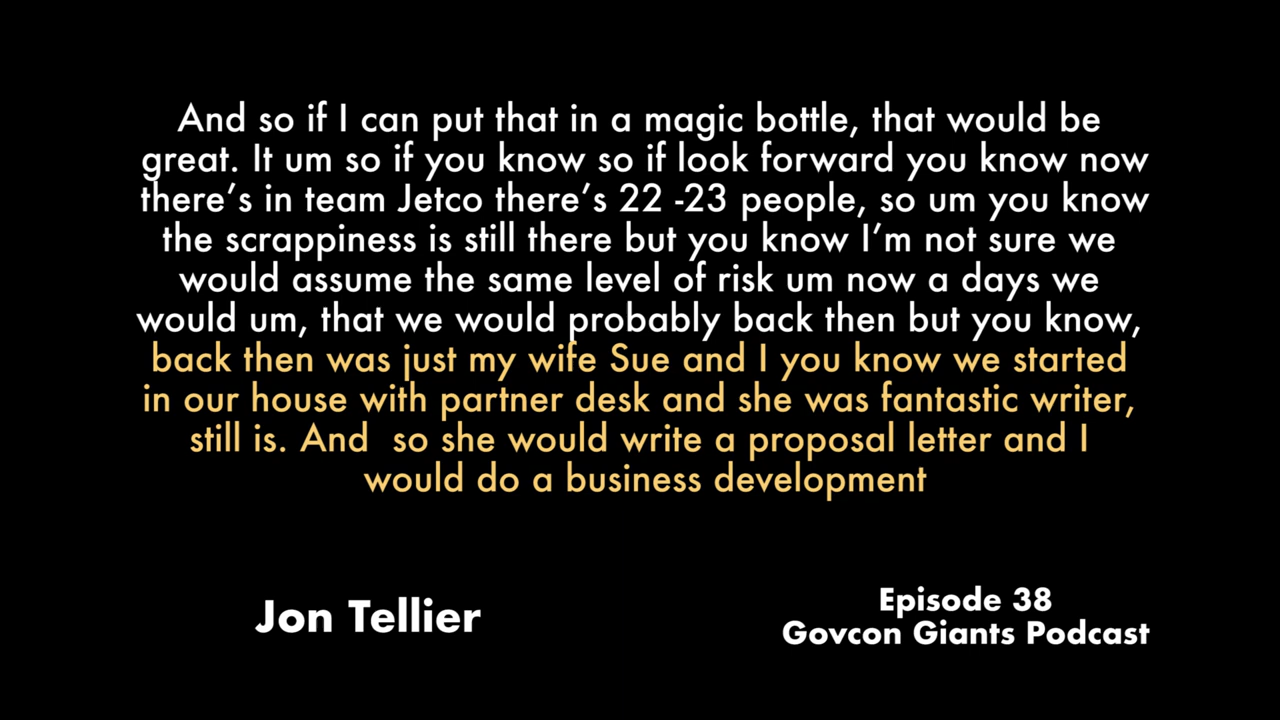 And so if I can put that in a magic bottle, that would be
great. It um so if you know so if look forward you know now
there’s in team Jetco there’s 22 -23 people, so um you know
the scrappiness is still there but you know I’m not sure we
would assume the same level of risk um now a days we
would um, that we would probably back then but you know,
back then was just my wife Sue and I you know we started
in our house with partner desk and she was fantastic writer,
still is. And  so she would write a proposal letter and I
would do a business development
Jon Tellier
Episode 38
Govcon Giants Podcast